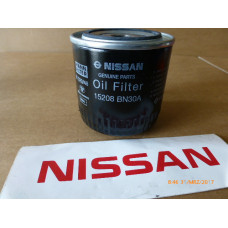 NISSAN
GENUINE PARTS
Oil Filter
15208 BN30A
NISSAN